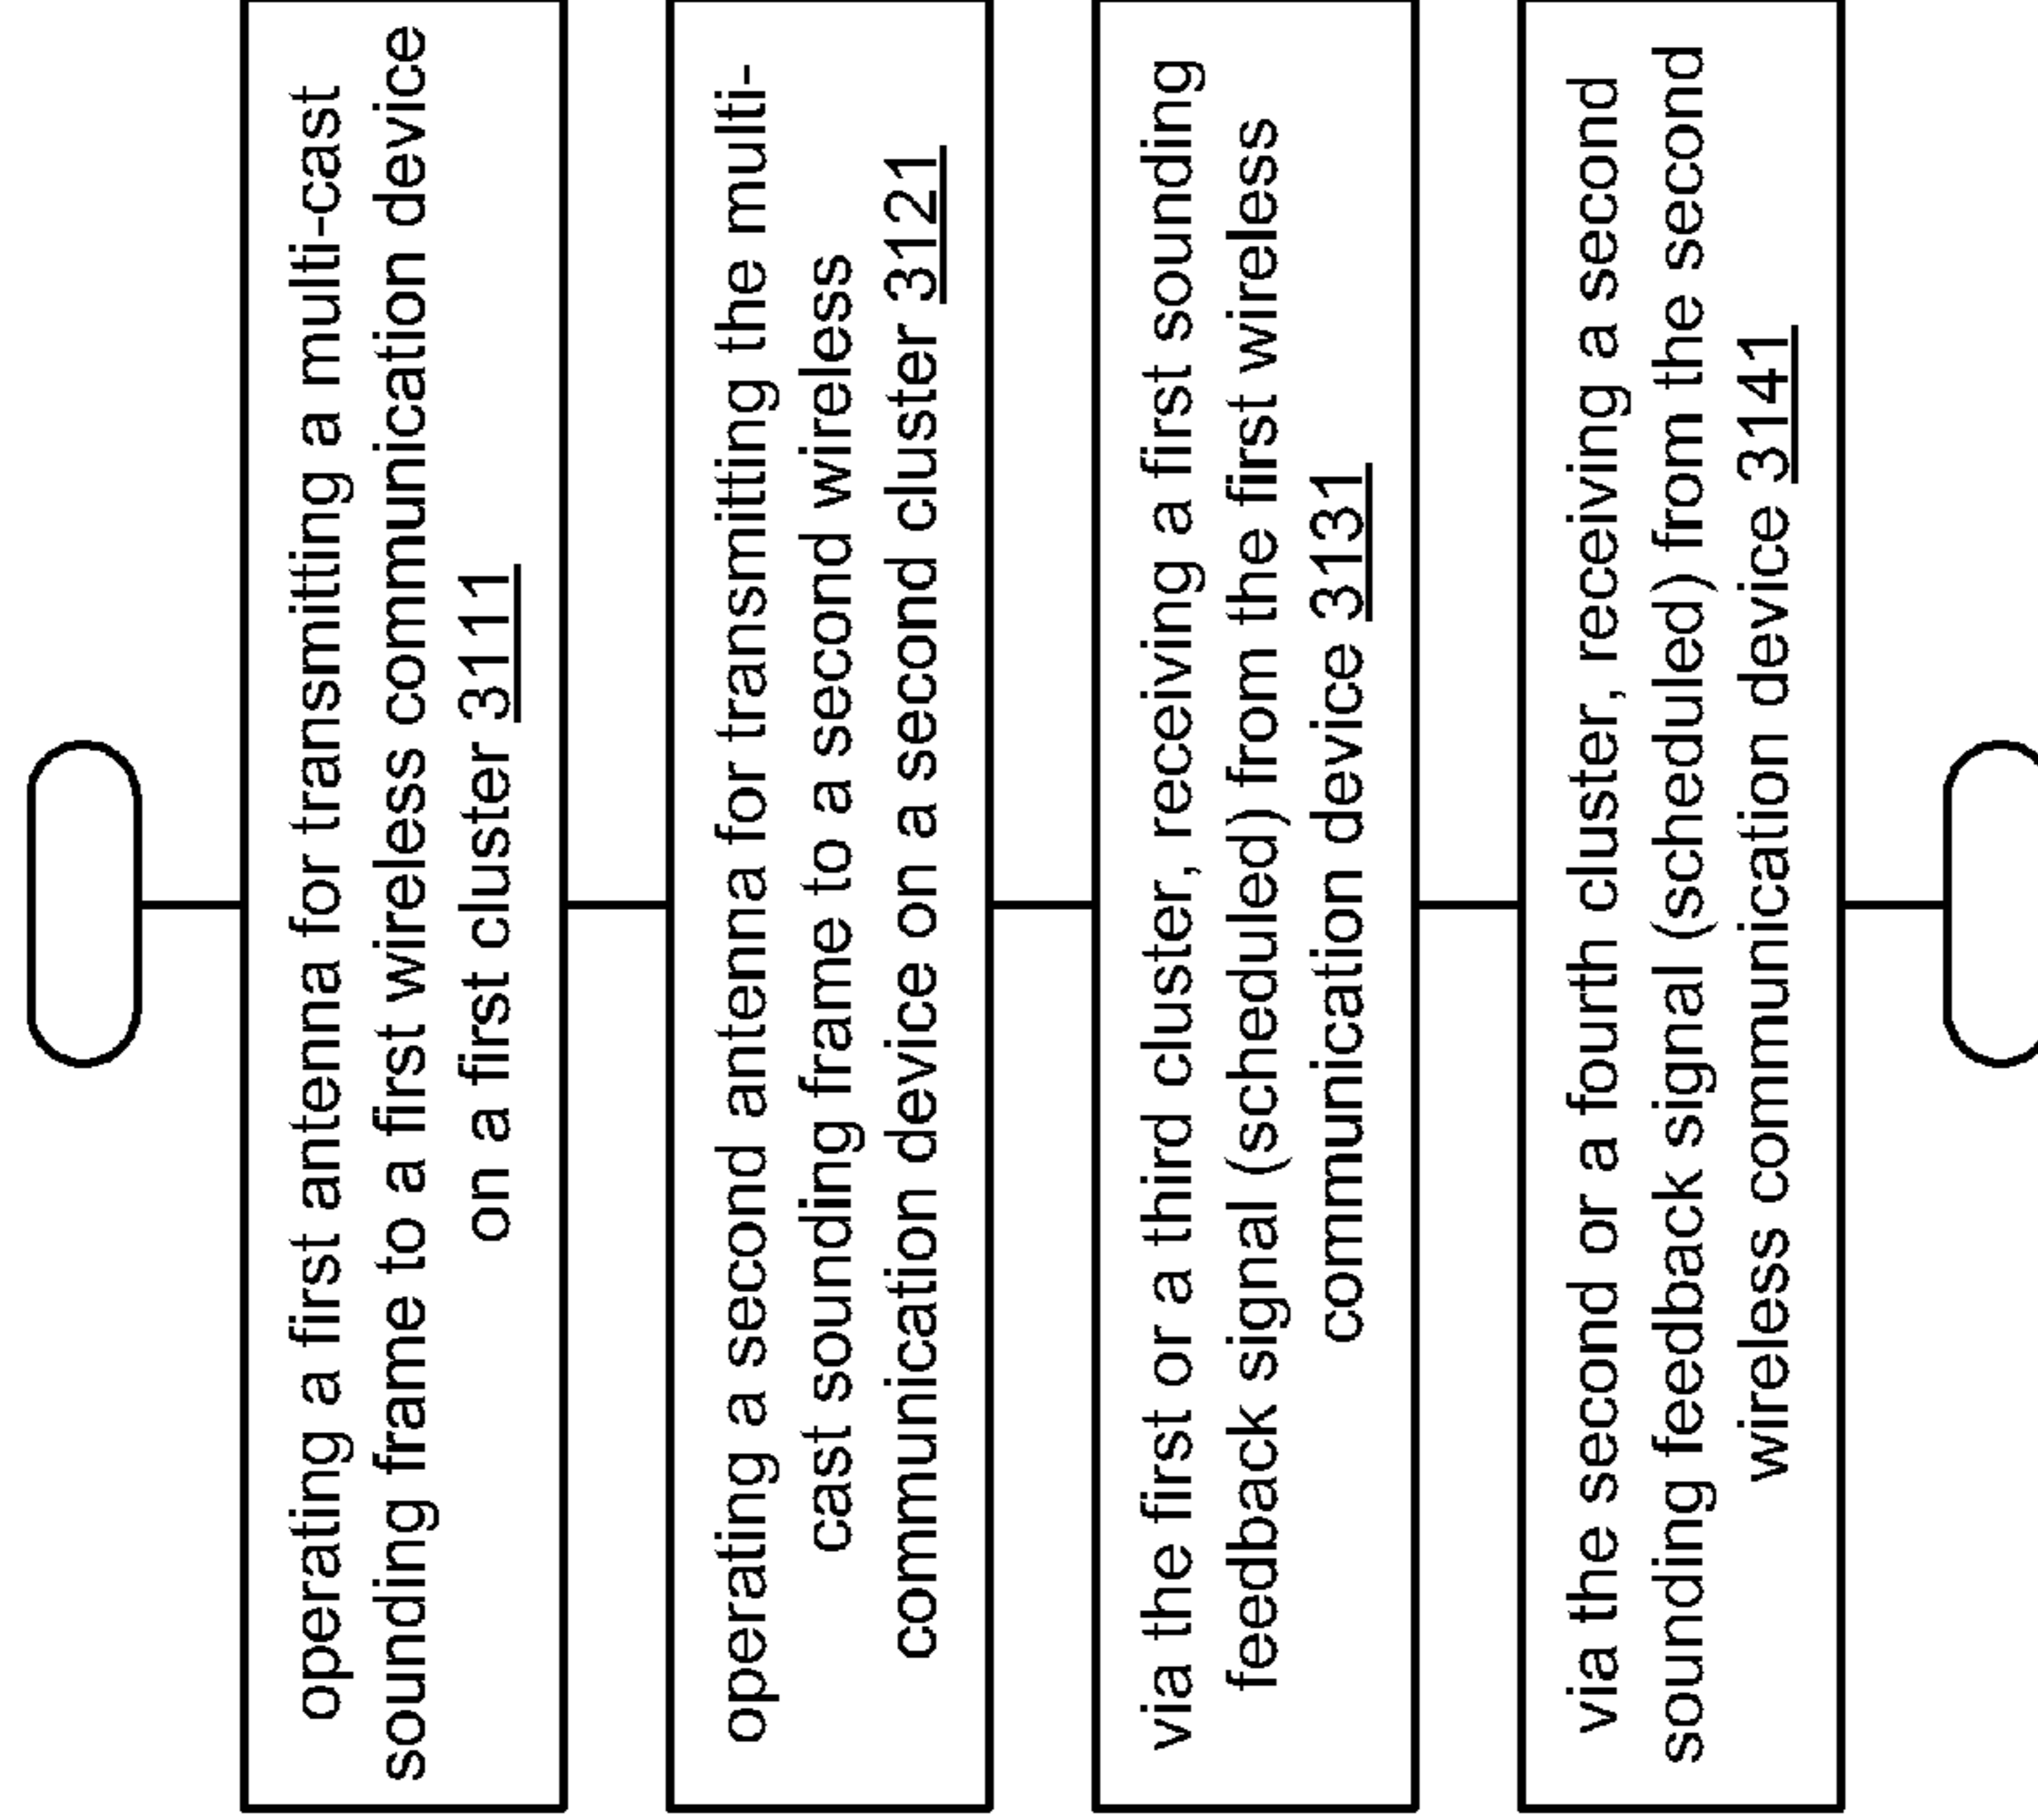 operating a first antenna for transmitting a multi-cast
sounding frame to a first wireless communication device
on a first cluster 3111
operating a second antenna for transmitting the multi-
cast sounding frame to a second wireless
communication device on a second cluster 3121
via the first or a third cluster, receiving a first sounding
feedback signal (scheduled) from the first wireless
communication device 3131
via the second or a fourth cluster, receiving a second
sounding feedback signal (scheduled) from the second
wireless communication device 3141